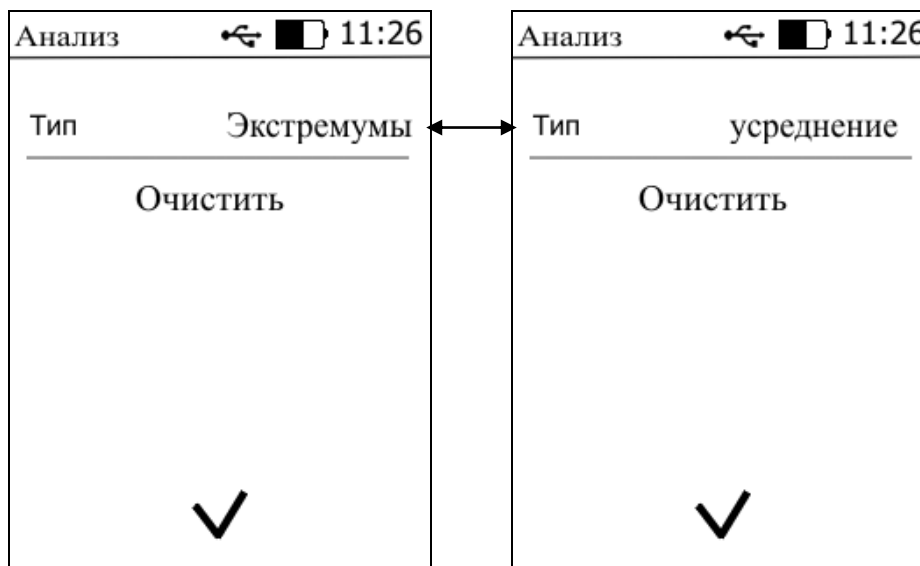 Анализ 11:26
Тип Экстремумы
Очистить
Анализ 11:26
Тип усреднение
Очистить